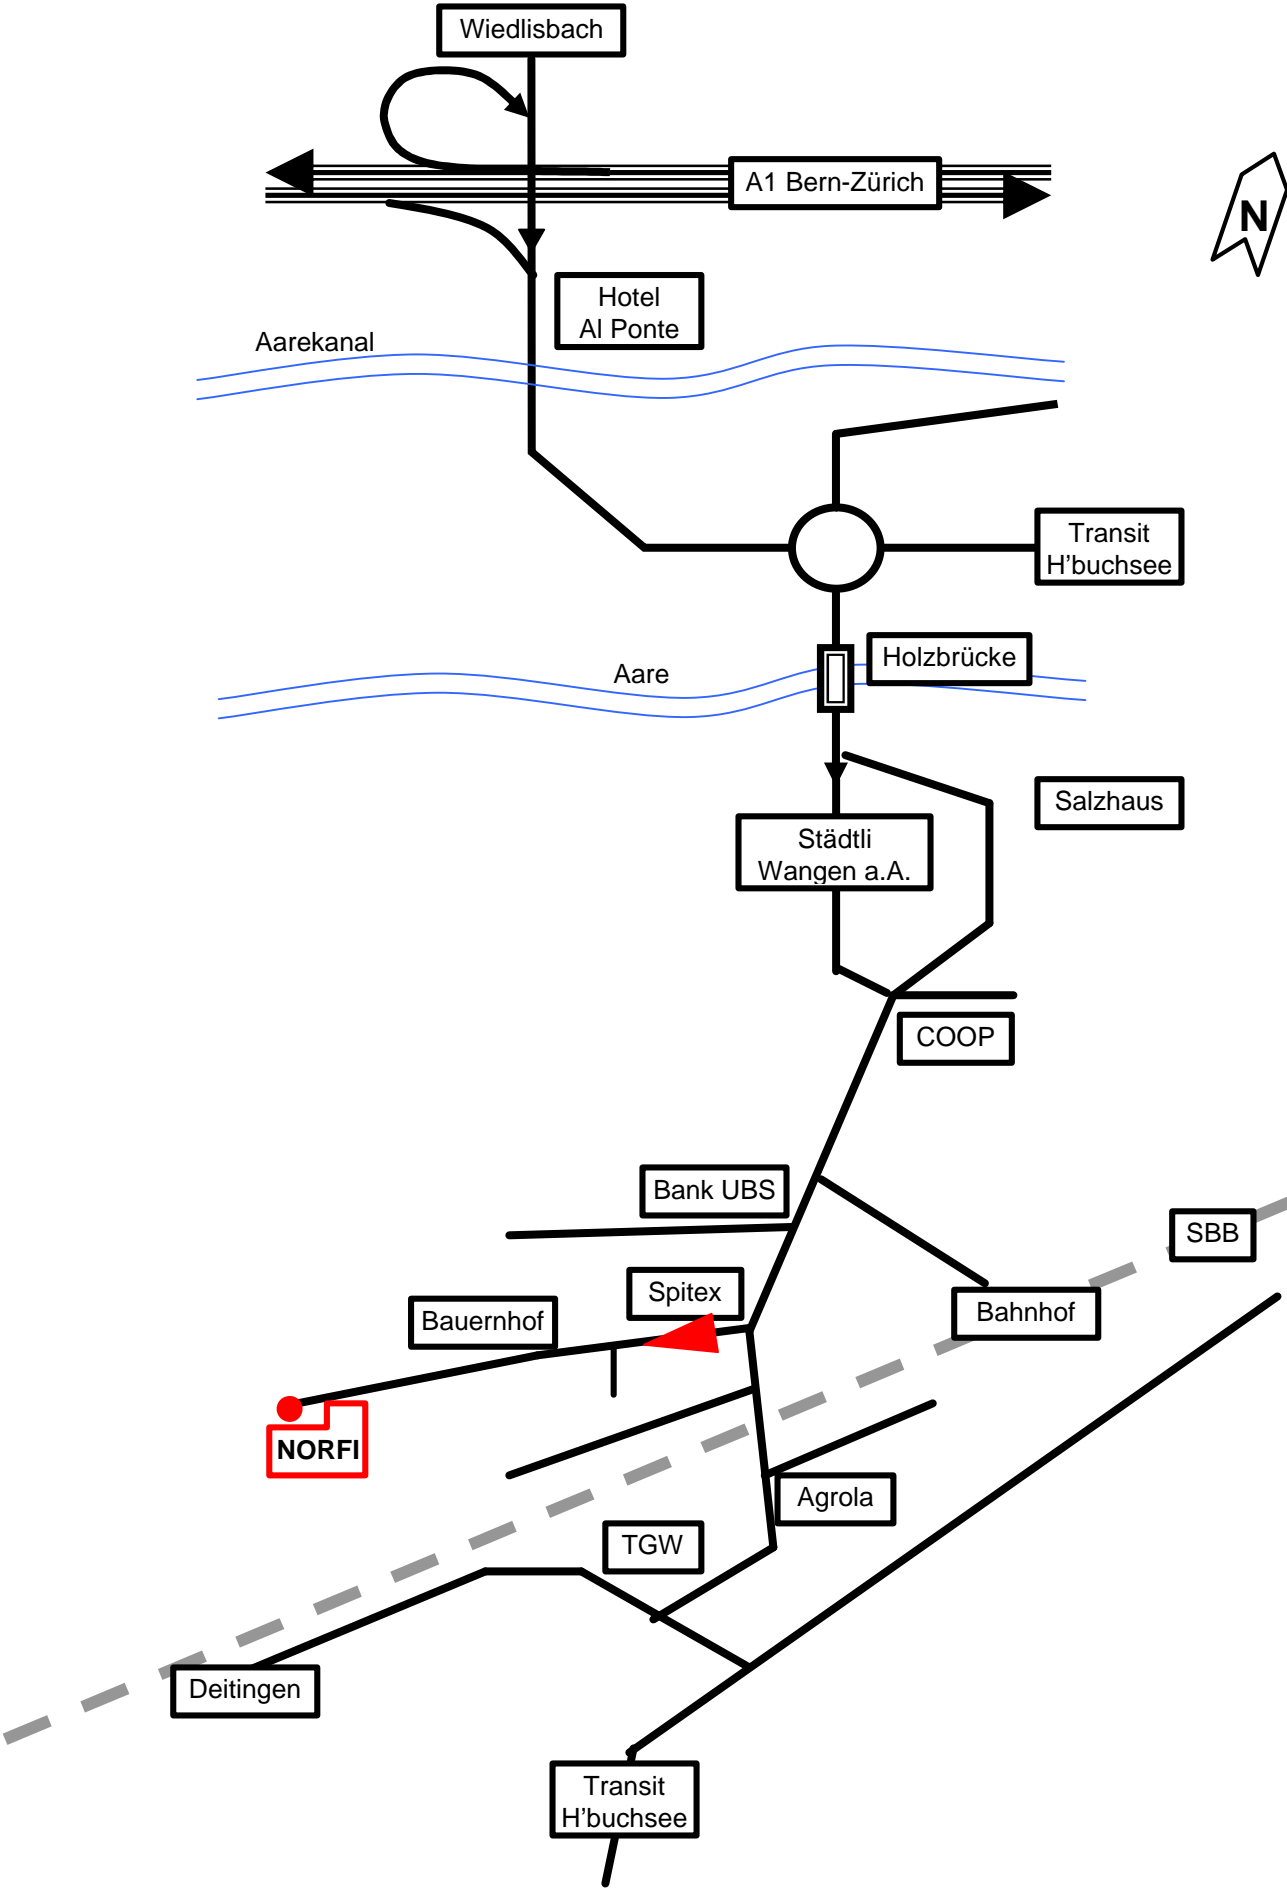 Wiedlisbach
A1 Bern-Zürich
N
Hotel
Al Ponte
Aarekanal
Transit
H'buchsee
Holzbrücke
Aare
Salzhaus
Städtli
Wangen a.A.
COOP
Bank UBS
SBB
Spitex
Bahnhof
Bauernhof
NORFI
Agrola
TGW
Deitingen
Transit
H'buchsee